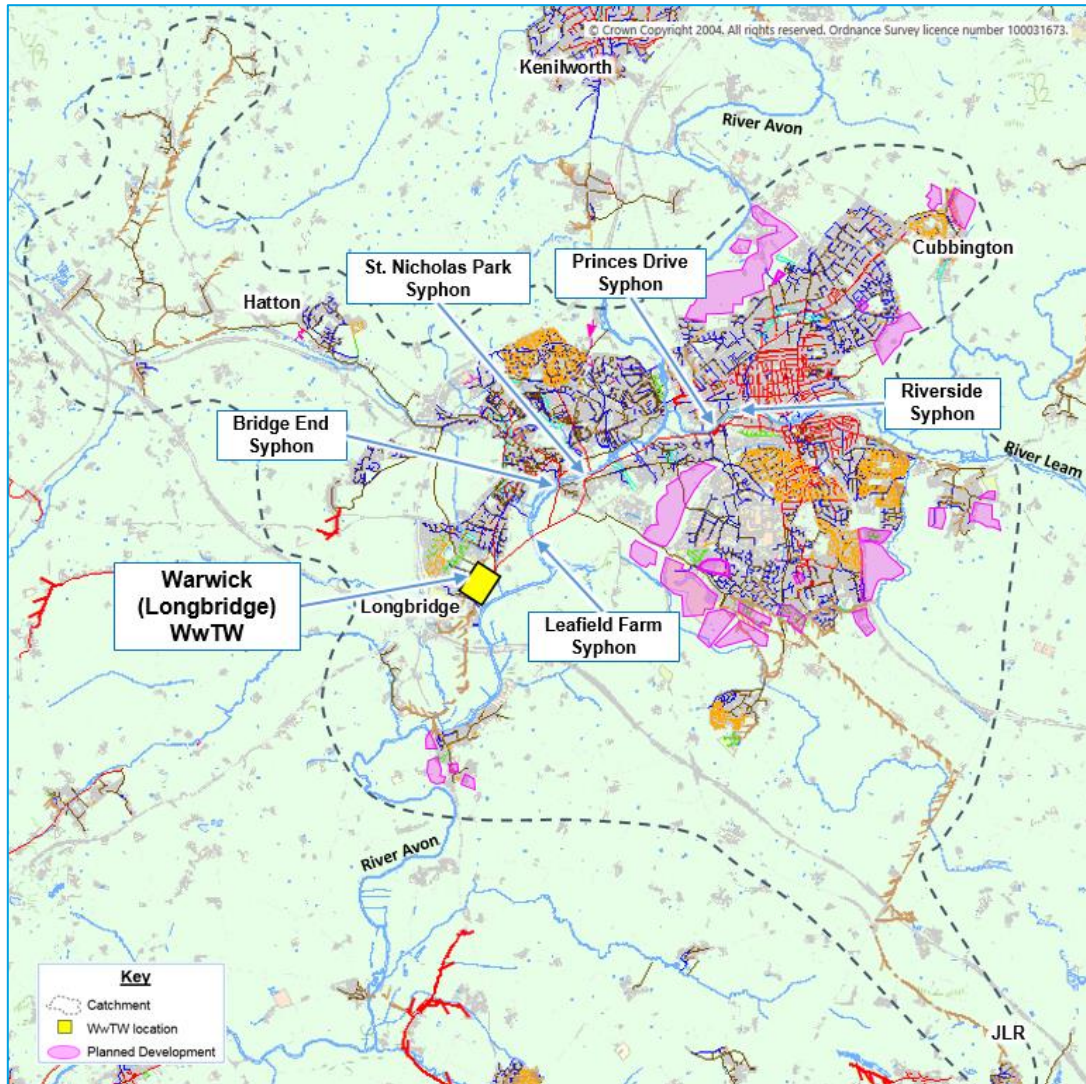 © Crown Copyright 2004. All rights reserved. Ordnance Survey licence number 100031673.
Kenilworth
River Avon
St. Nicholas Park
Syphon
Princes Drive
Syphon
Cubbington
Hatton
Bridge End
Syphon
Riverside
Syphon
River Leam
Warwick
(Longbridge)
WwTW
Longbridge
Leafield Farm
Syphon
River Avon
Key
Catchment
WwTW location
Planned Development
JLR